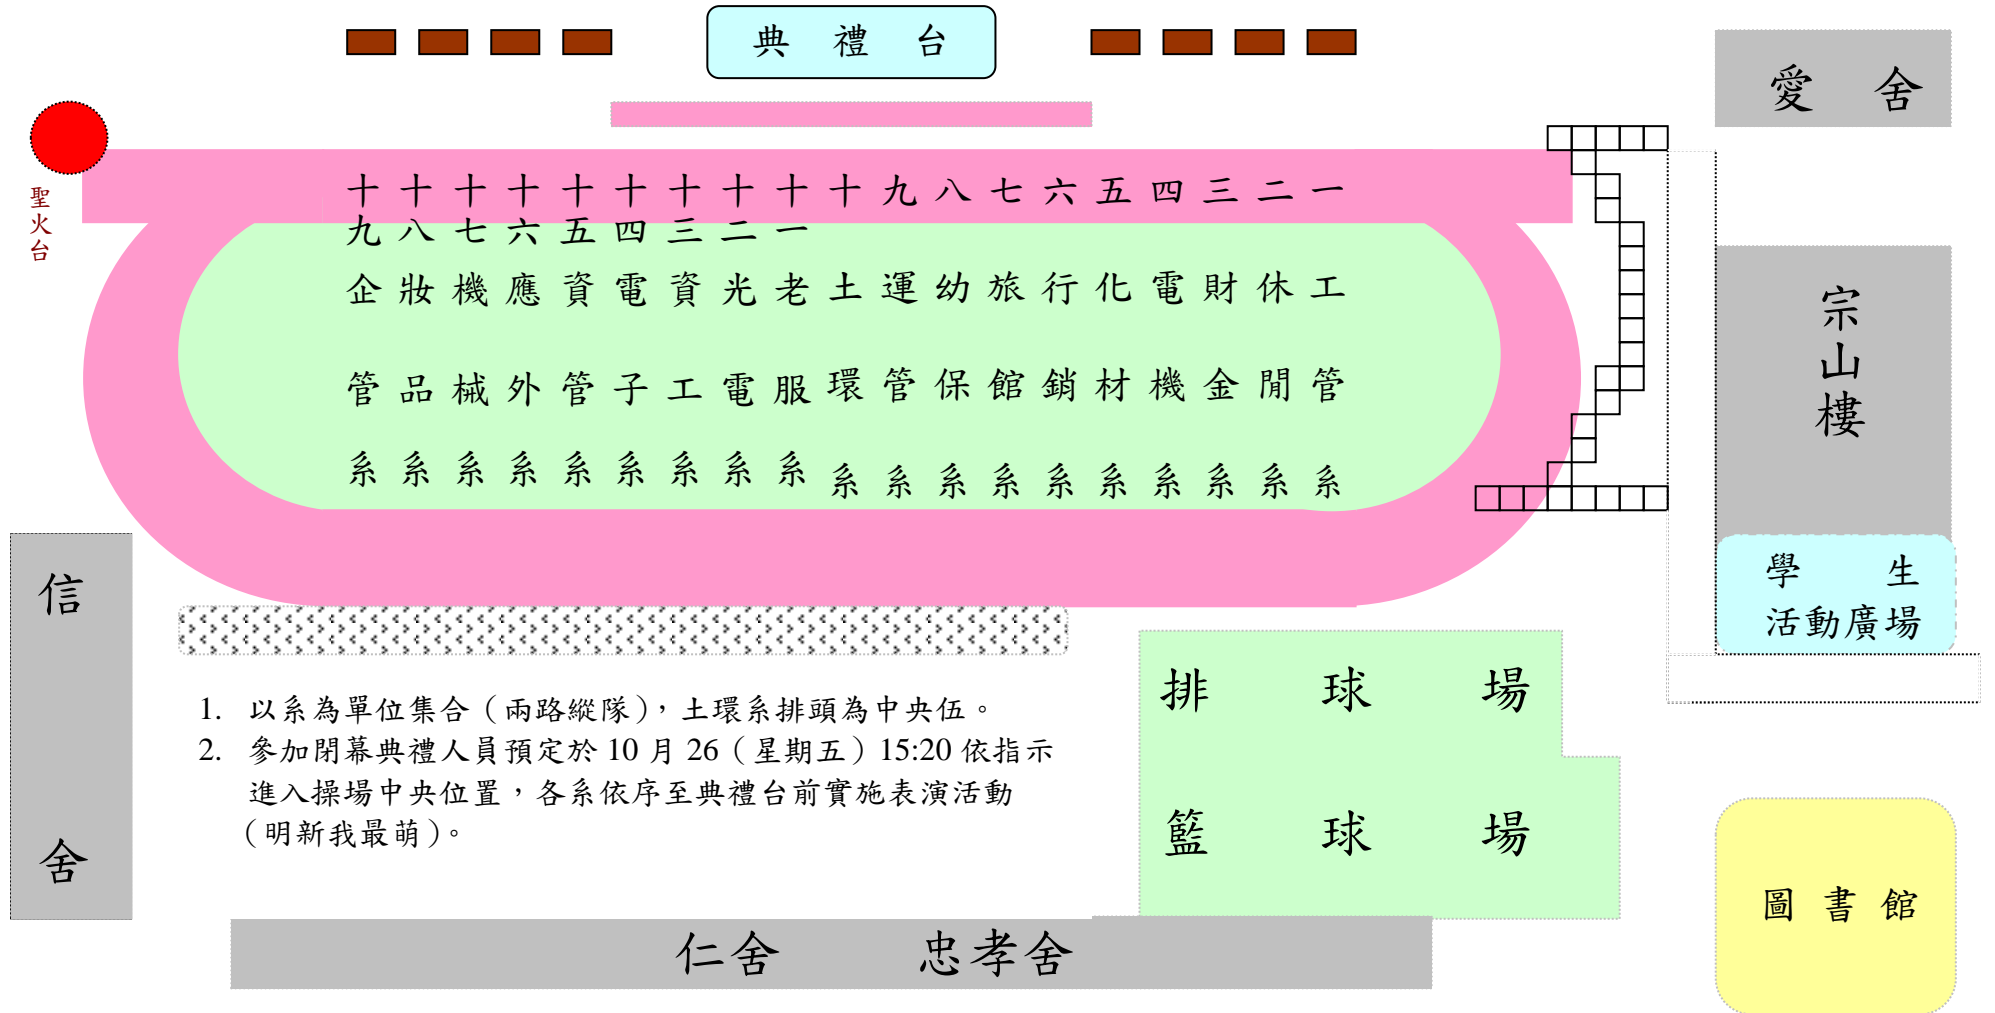 典 禮 台
愛 舍
聖火台
十 十 十 十 十 十 十 十 十 十 九 八 七 六 五 四 三 二 一
九 八 七 六 五 四 三 二 一
企 妝 機 應 資 電 資 光 老 土 運 幼 旅 行 化 電 財 休 工
管 品 械 外 管 子 工 電 服 環 管 保 館 銷 材 機 金 閒 管
系 系 系 系 系 系 系 系 系 系 系 系 系 系 系 系 系 系 系
宗山樓
學 生
活動廣場
信 舍
1. 以系為單位集合（兩路縱隊），土環系排頭為中央伍。
2. 參加閉幕典禮人員預定於 10 月 26（星期五）15:20 依指示
進入操場中央位置，各系依序至典禮台前實施表演活動
（明新我最萌）。
排 球 場
籃 球 場
圖 書 館
仁舍 忠孝舍